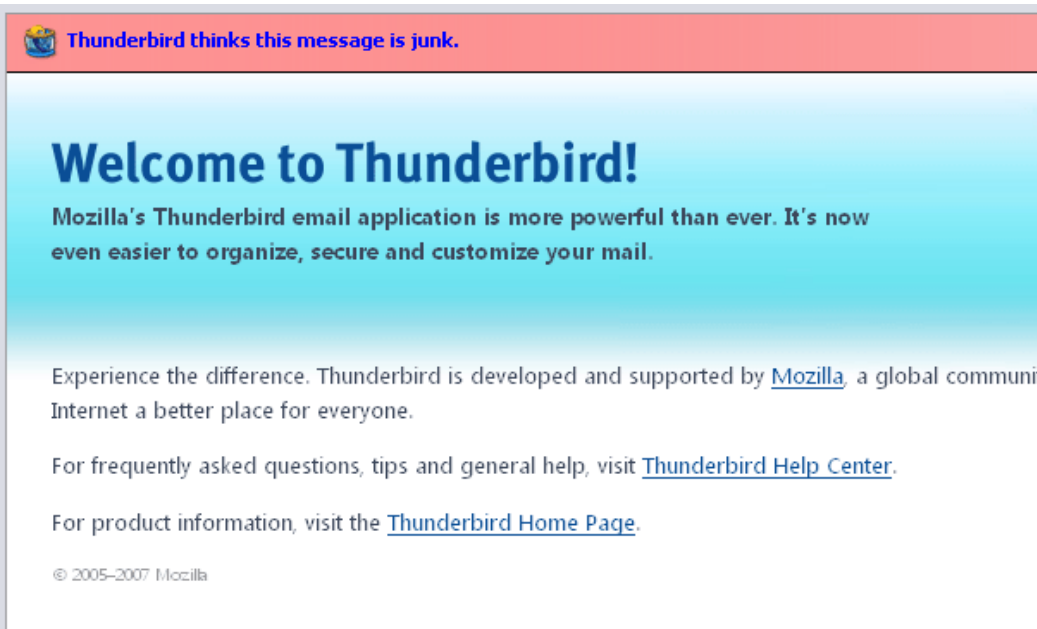 Thunderbird thinks this message is junk.
Welcome to Thunderbird!
Mozilla's Thunderbird email application is more powerful than ever. It's now
even easier to organize, secure and customize your mail.
Experience the difference. Thunderbird is developed and supported by Mozilla, a global
Internet a better place for everyone.
For frequently asked questions, tips and general help, visit Thunderbird Help Center.
For product information, visit the Thunderbird Home Page.
© 2005–2007 Mozilla